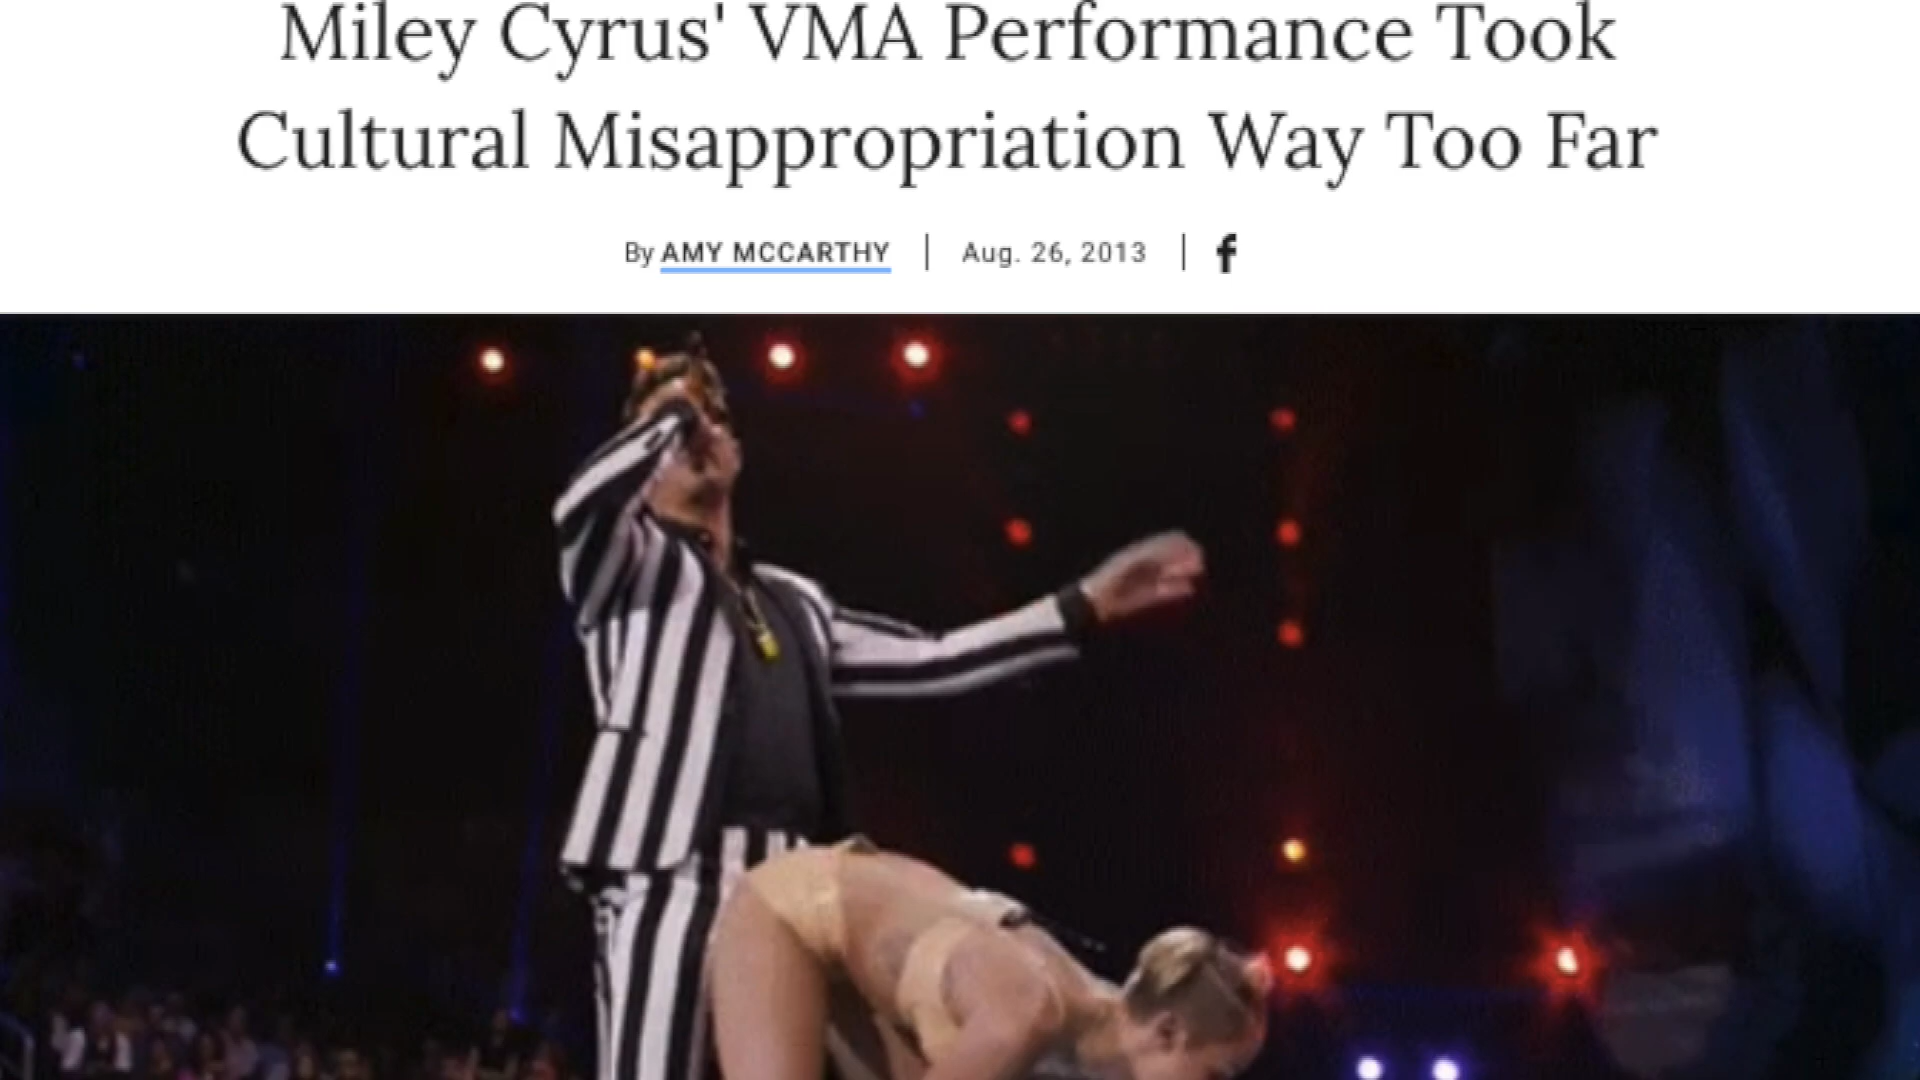 Miley Cyrus' VMA Performance Took
Cultural Misappropriation Way Too Far
By AMY MCCARTHY | Aug. 26, 2013 | f